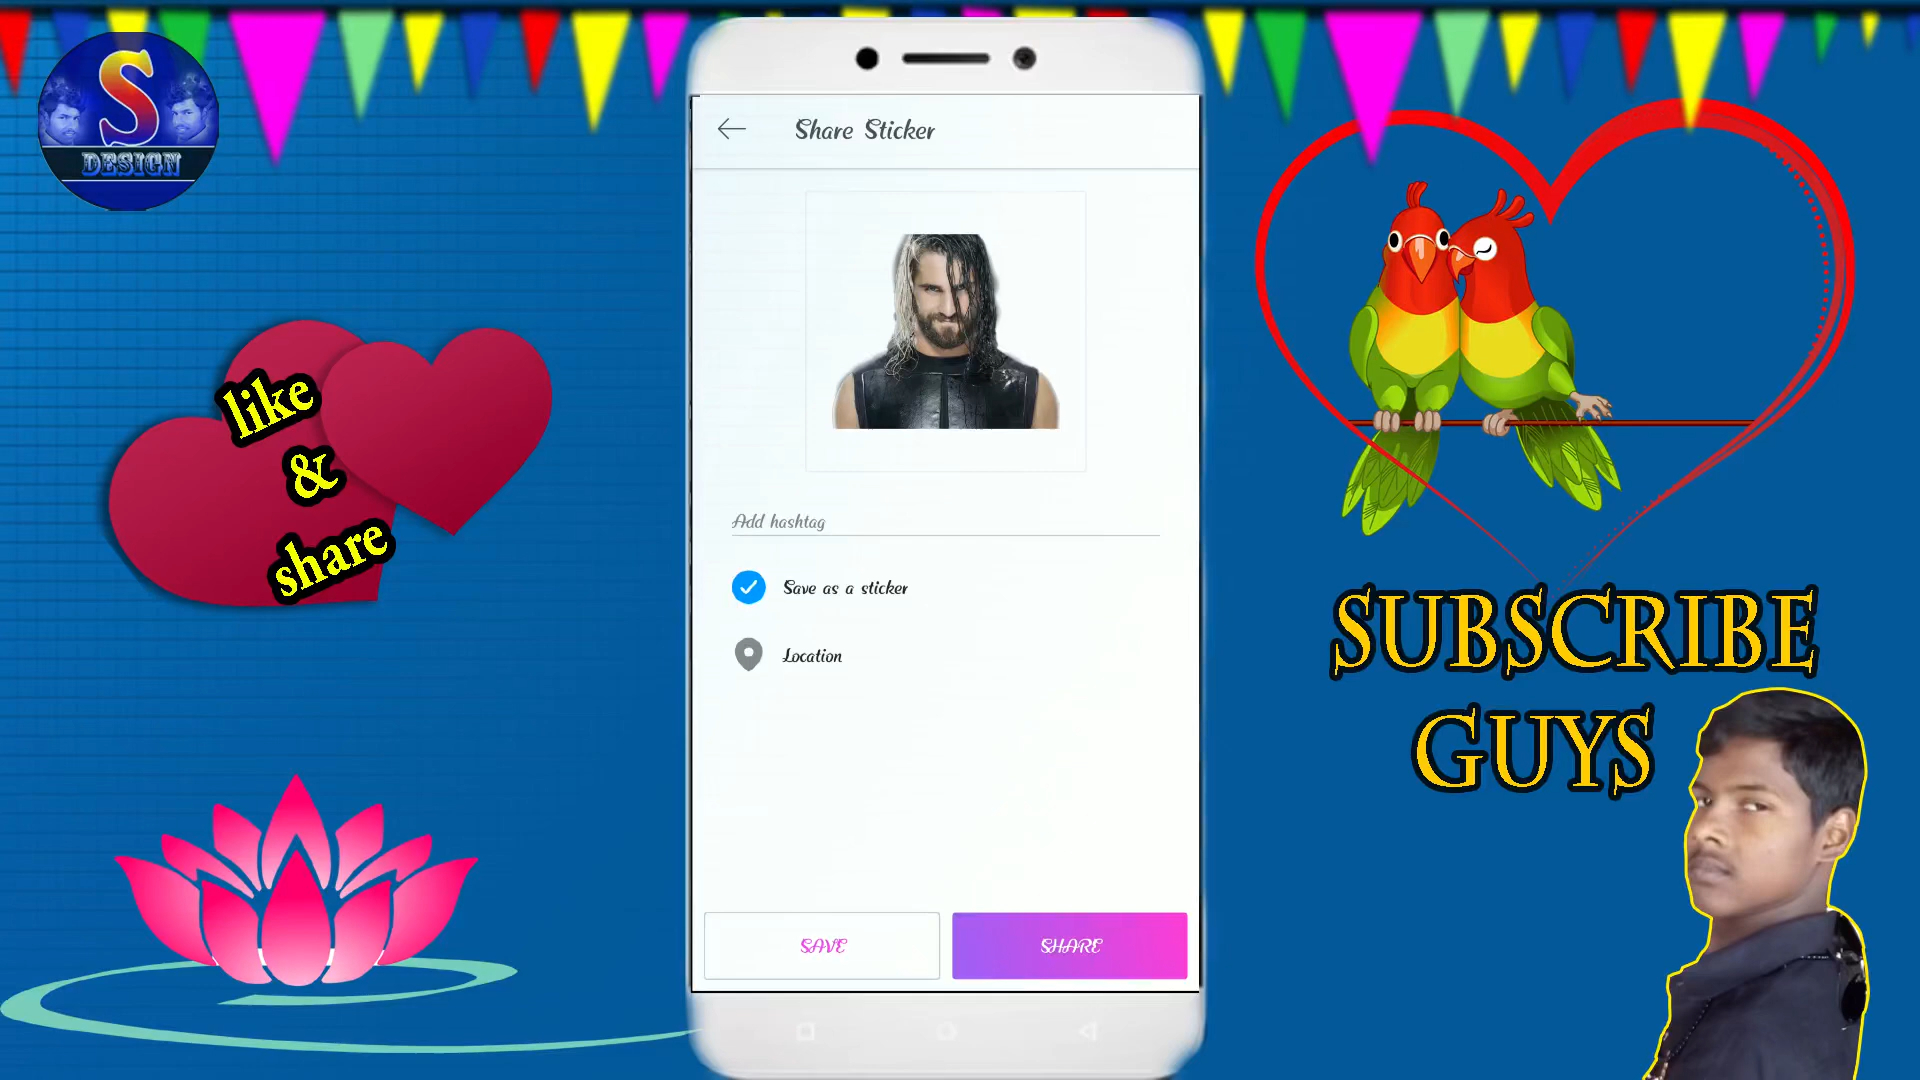 S
DESIGN
like
&
share
Share Sticker
Add hashtag
Save as a sticker
Location
SAVE
SHARE
SUBSCRIBE
GUYS